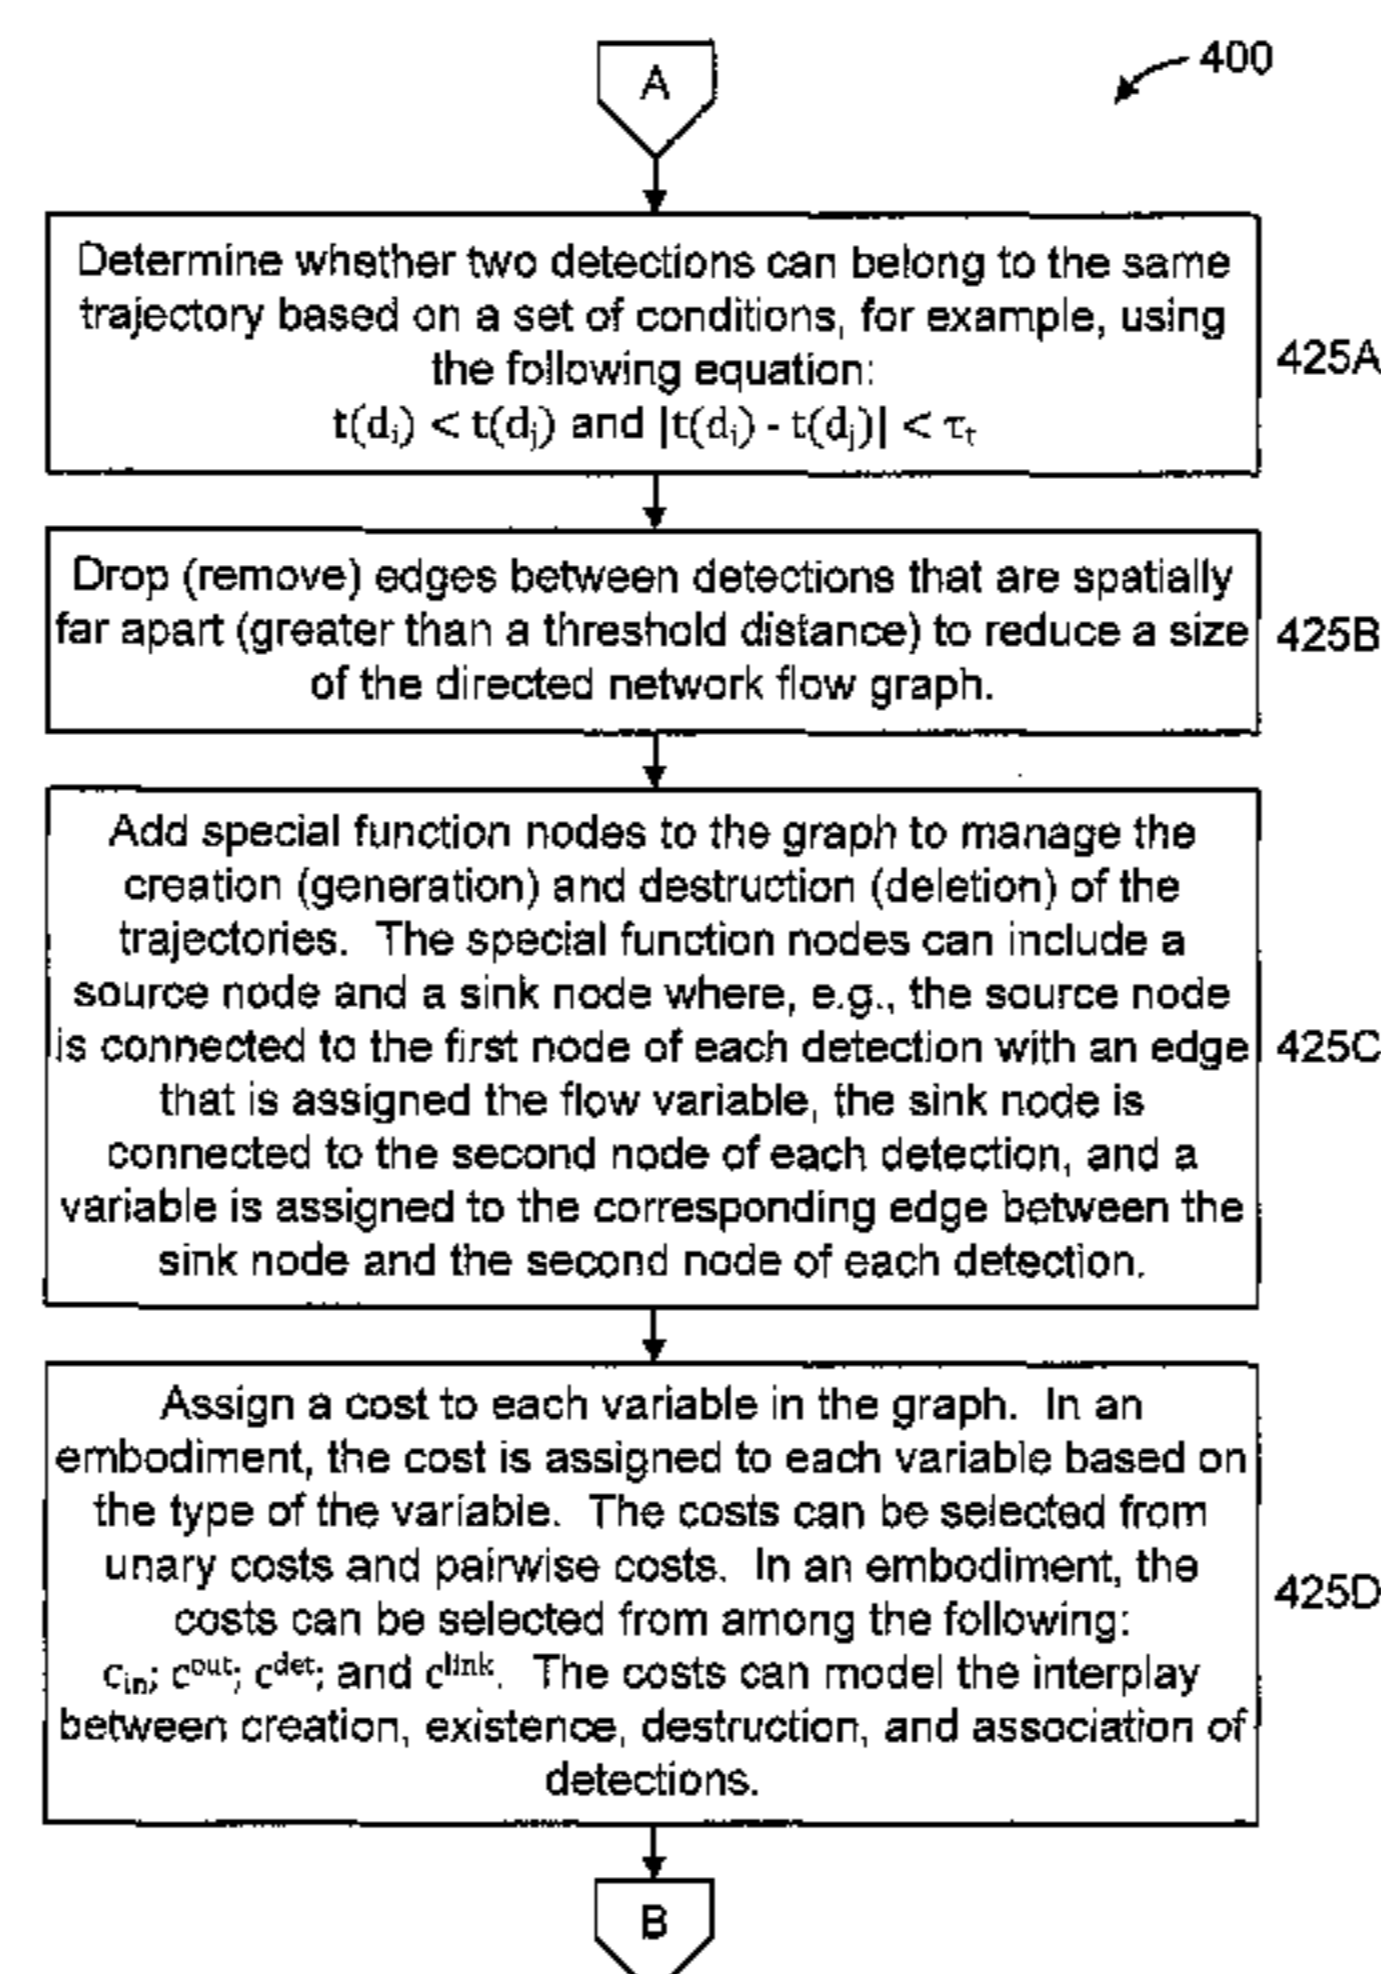 A
400
Determine whether two detections can belong to the same
trajectory based on a set of conditions, for example, using
the following equation:
t(dᵢ) < t(dⱼ) and |t(dᵢ) - t(dⱼ)| < τₜ
425A
Drop (remove) edges between detections that are spatially
far apart (greater than a threshold distance) to reduce a size
of the directed network flow graph.
425B
Add special function nodes to the graph to manage the
creation (generation) and destruction (deletion) of the
trajectories. The special function nodes can include a
source node and a sink node where, e.g., the source node
is connected to the first node of each detection with an edge
that is assigned the flow variable, the sink node is
connected to the second node of each detection, and a
variable is assigned to the corresponding edge between the
sink node and the second node of each detection.
425C
Assign a cost to each variable in the graph. In an
embodiment, the cost is assigned to each variable based on
the type of the variable. The costs can be selected from
unary costs and pairwise costs. In an embodiment, the
costs can be selected from among the following:
cᵢₙ; cᵒᵘᵗ; cᵈᵉᵗ; and cˡⁱⁿᵏ. The costs can model the interplay
between creation, existence, destruction, and association of
detections.
425D
B